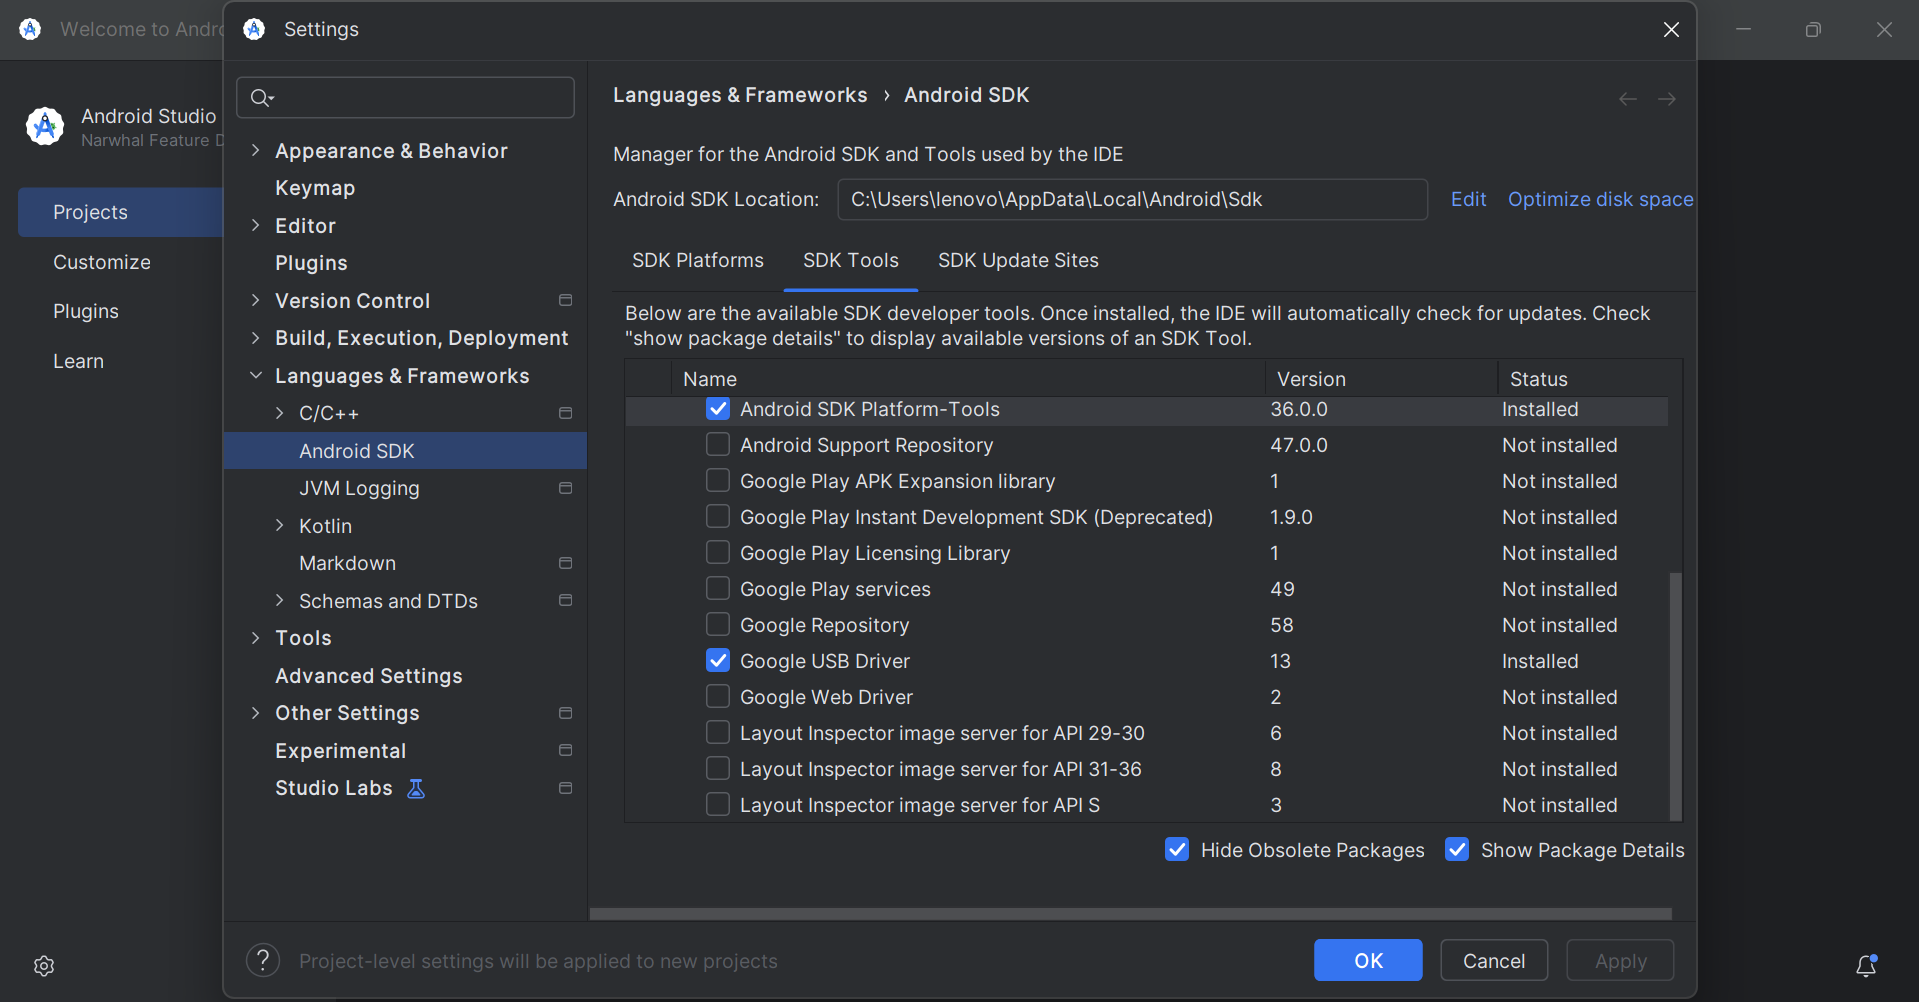 Welcome to Andro
Settings
Android Studio
Narwhal Feature D
Projects
Customize
Plugins
Learn
Appearance & Behavior
Keymap
Editor
Plugins
Version Control
Build, Execution, Deployment
Languages & Frameworks
C/C++
Android SDK
JVM Logging
Kotlin
Markdown
Schemas and DTDs
Tools
Advanced Settings
Other Settings
Experimental
Studio Labs
Languages & Frameworks › Android SDK
Manager for the Android SDK and Tools used by the IDE
Android SDK Location: C:\Users\lenovo\AppData\Local\Android\Sdk Edit Optimize disk space
SDK Platforms SDK Tools SDK Update Sites
Below are the available SDK developer tools. Once installed, the IDE will automatically check for updates. Check
"show package details" to display available versions of an SDK Tool.
Name Version Status
Android SDK Platform-Tools 36.0.0 Installed
Android Support Repository 47.0.0 Not installed
Google Play APK Expansion library 1 Not installed
Google Play Instant Development SDK (Deprecated) 1.9.0 Not installed
Google Play Licensing Library 1 Not installed
Google Play services 49 Not installed
Google Repository 58 Not installed
Google USB Driver 13 Installed
Google Web Driver 2 Not installed
Layout Inspector image server for API 29-30 6 Not installed
Layout Inspector image server for API 31-36 8 Not installed
Layout Inspector image server for API S 3 Not installed
Hide Obsolete Packages Show Package Details
? Project-level settings will be applied to new projects
OK Cancel Apply